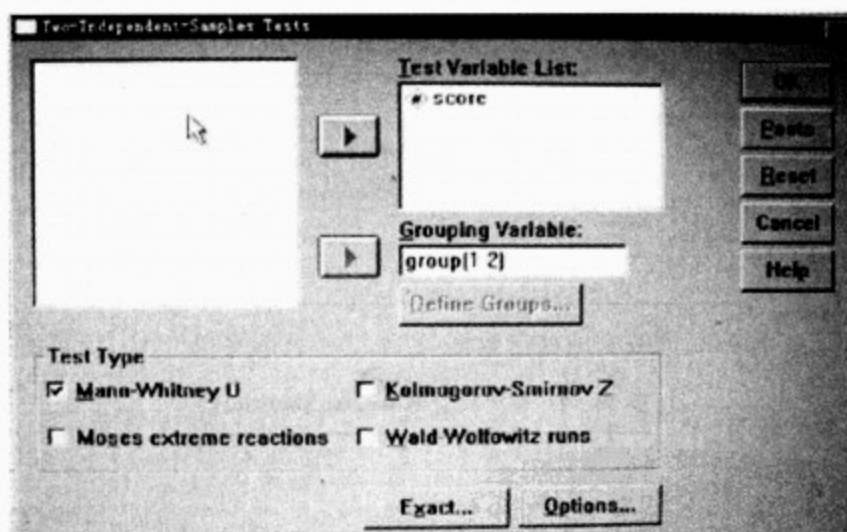 Two-Independent-Samples Tests
Test Variable List:
score
OK
Paste
Reset
Cancel
Help
Grouping Variable:
group(1 2)
Define Groups...
Test Type
Mann-Whitney U
Kolmogorov-Smirnov Z
Moses extreme reactions
Wald-Wolfowitz runs
Exact...
Options...